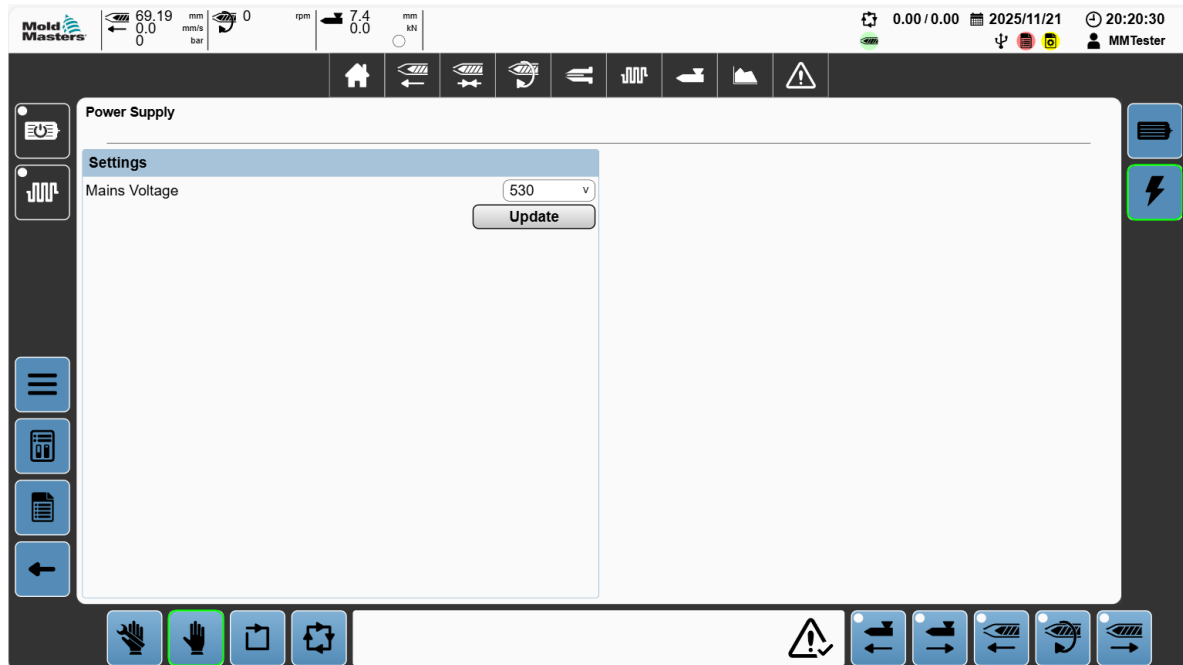 Mold
Masters
69.19 mm
0.0 mm/s
0 bar
0 rpm
7.4 mm
0.0 kN
0.00 / 0.00
2025/11/21
20:20:30
MMTester
Power Supply
Settings
Mains Voltage 530 V
Update